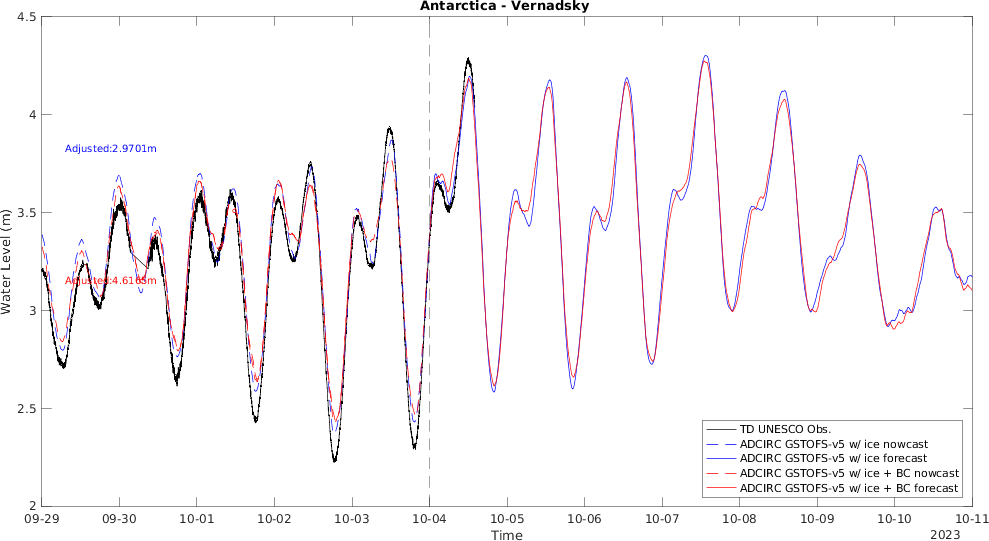 Antarctica - Vernadsky
4.5
4
3.5
3
2.5
2
Water Level (m)
Adjusted:2.9701m
Adjusted:4.6168m
TD UNESCO Obs.
ADCIRC GSTOFS-v5 w/ ice nowcast
ADCIRC GSTOFS-v5 w/ ice forecast
ADCIRC GSTOFS-v5 w/ ice + BC nowcast
ADCIRC GSTOFS-v5 w/ ice + BC forecast
09-29 09-30 10-01 10-02 10-03 10-04 10-05 10-06 10-07 10-08 10-09 10-10 10-11
Time
2023